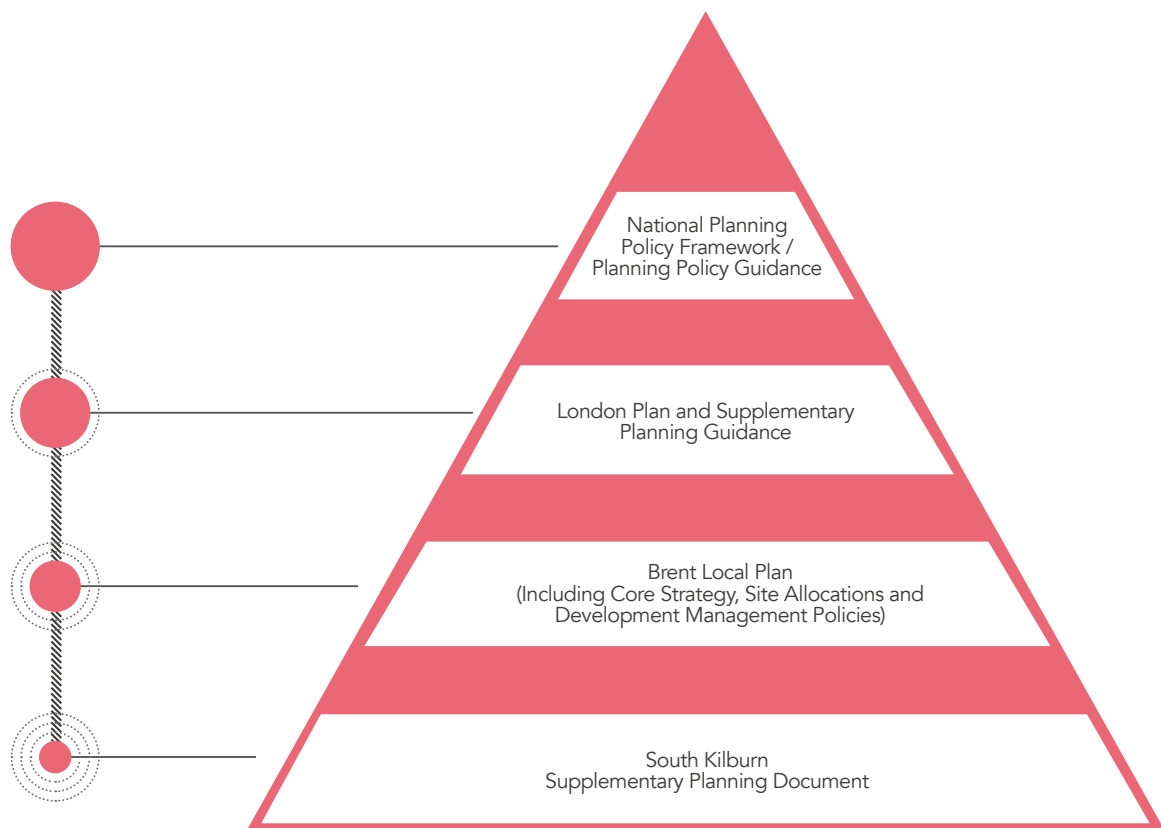 National Planning
Policy Framework /
Planning Policy Guidance
London Plan and Supplementary
Planning Guidance
Brent Local Plan
(Including Core Strategy, Site Allocations and
Development Management Policies)
South Kilburn
Supplementary Planning Document